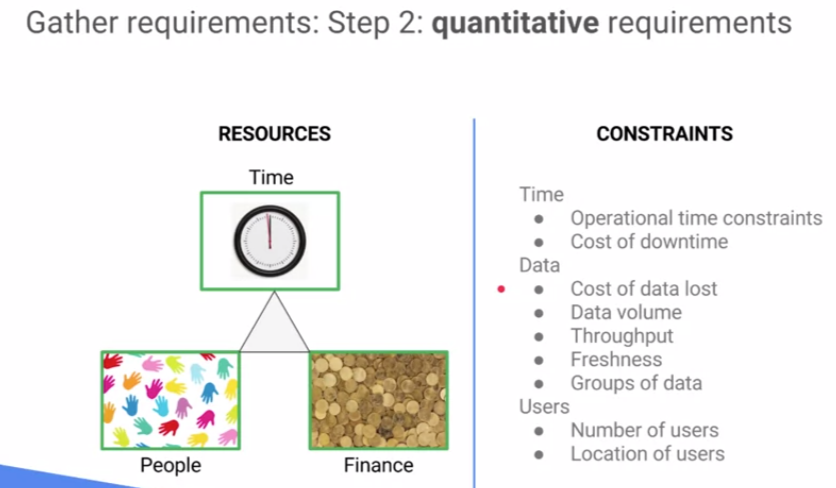 Gather requirements: Step 2: quantitative requirements
RESOURCES
Time
People
Finance
CONSTRAINTS
Time
● Operational time constraints
● Cost of downtime
Data
● Cost of data lost
● Data volume
● Throughput
● Freshness
● Groups of data
Users
● Number of users
● Location of users